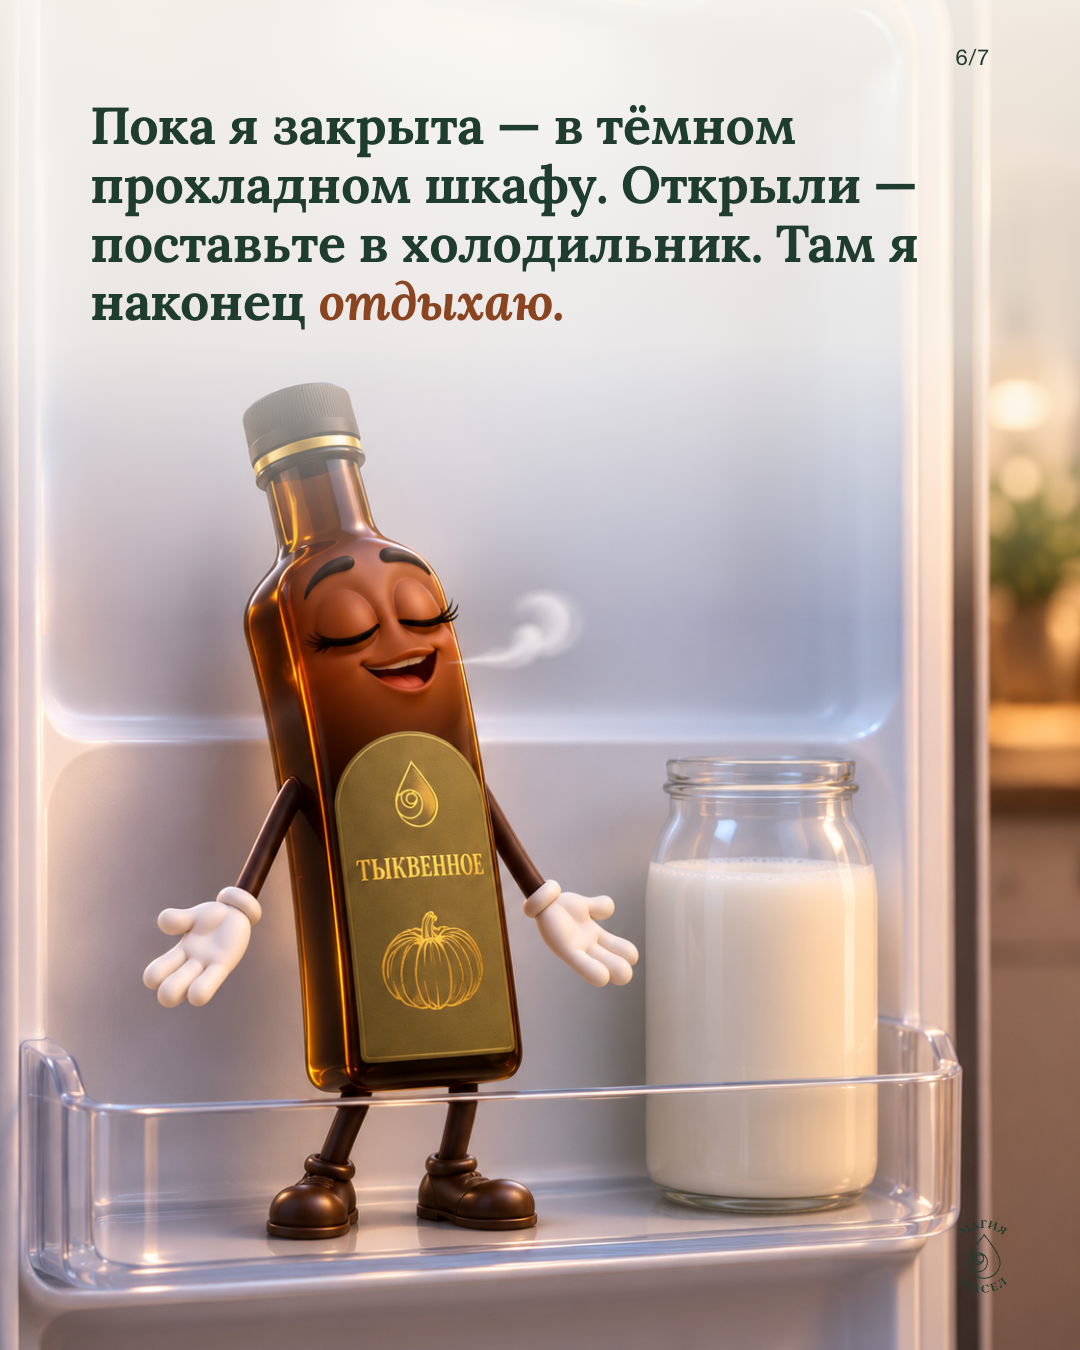 6/7
Пока я закрыта — в тёмном
прохладном шкафу. Открыли —
поставьте в холодильник. Там я
наконец отдыхаю.
ТЫКВЕННОЕ